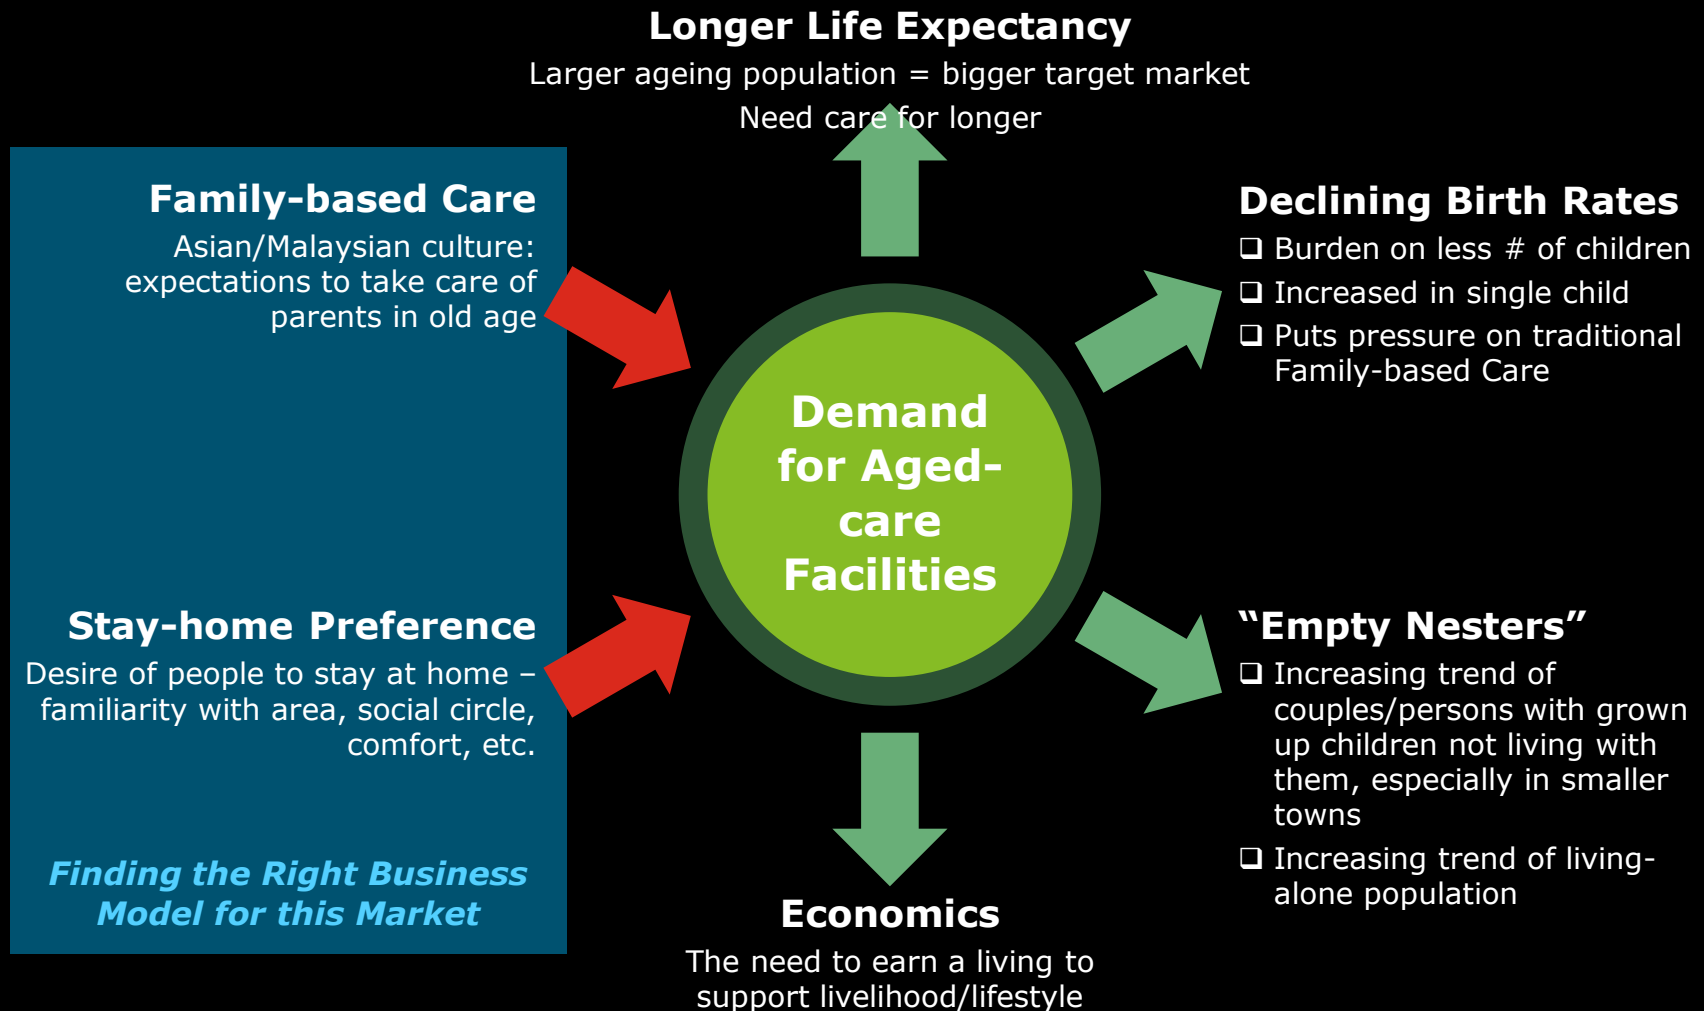 Longer Life Expectancy
Larger ageing population = bigger target market
Need care for longer
Family-based Care
Asian/Malaysian culture:
expectations to take care of
parents in old age
Stay-home Preference
Desire of people to stay at home –
familiarity with area, social circle,
comfort, etc.
Finding the Right Business
Model for this Market
Demand
for Aged-
care
Facilities
Declining Birth Rates
❑ Burden on less # of children
❑ Increased in single child
❑ Puts pressure on traditional
Family-based Care
“Empty Nesters”
❑ Increasing trend of
couples/persons with grown
up children not living with
them, especially in smaller
towns
❑ Increasing trend of living-
alone population
Economics
The need to earn a living to
support livelihood/lifestyle